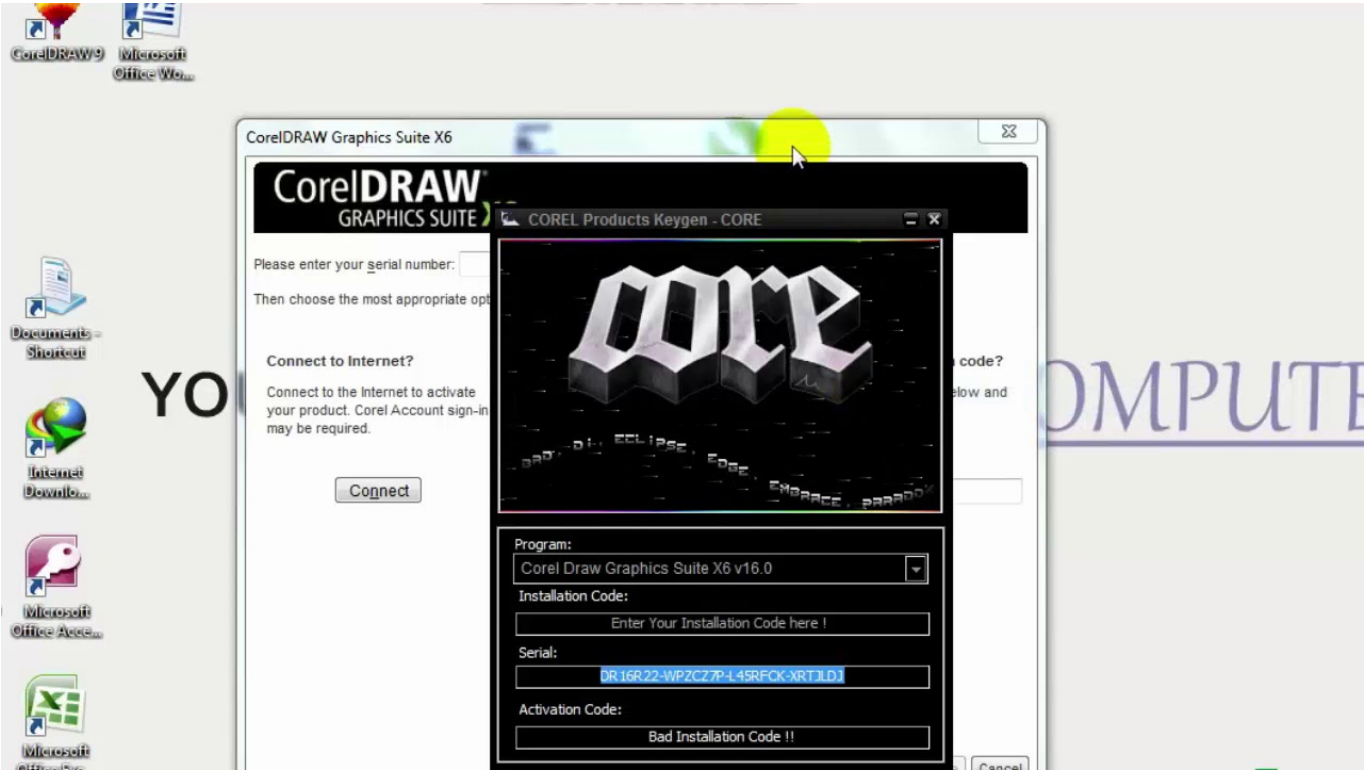 CorelDRAW 9
Microsoft
Office Wo...
CorelDRAW Graphics Suite X6
CorelDRAW
GRAPHICS SUITE
COREL Products Keygen - CORE
Please enter your serial number:
Then choose the most appropriate opt
Documents -
Shortcut
CORE
Connect to Internet?
n code?
Connect to the Internet to activate
elow and
your product. Corel Account sign-in
may be required.
YO
OMPUTE
Internet
Downlo...
Connect
ECLIPSE, EDGE, EMBRACE, PARADOX
Program:
Corel Draw Graphics Suite X6 v16.0
Installation Code:
Enter Your Installation Code here !
Serial:
DR16R22-WPZCZ7P-L45RFCK-XRTJLDJ
Activation Code:
Bad Installation Code !!
Microsoft
Office Acce...
Microsoft
Cancel